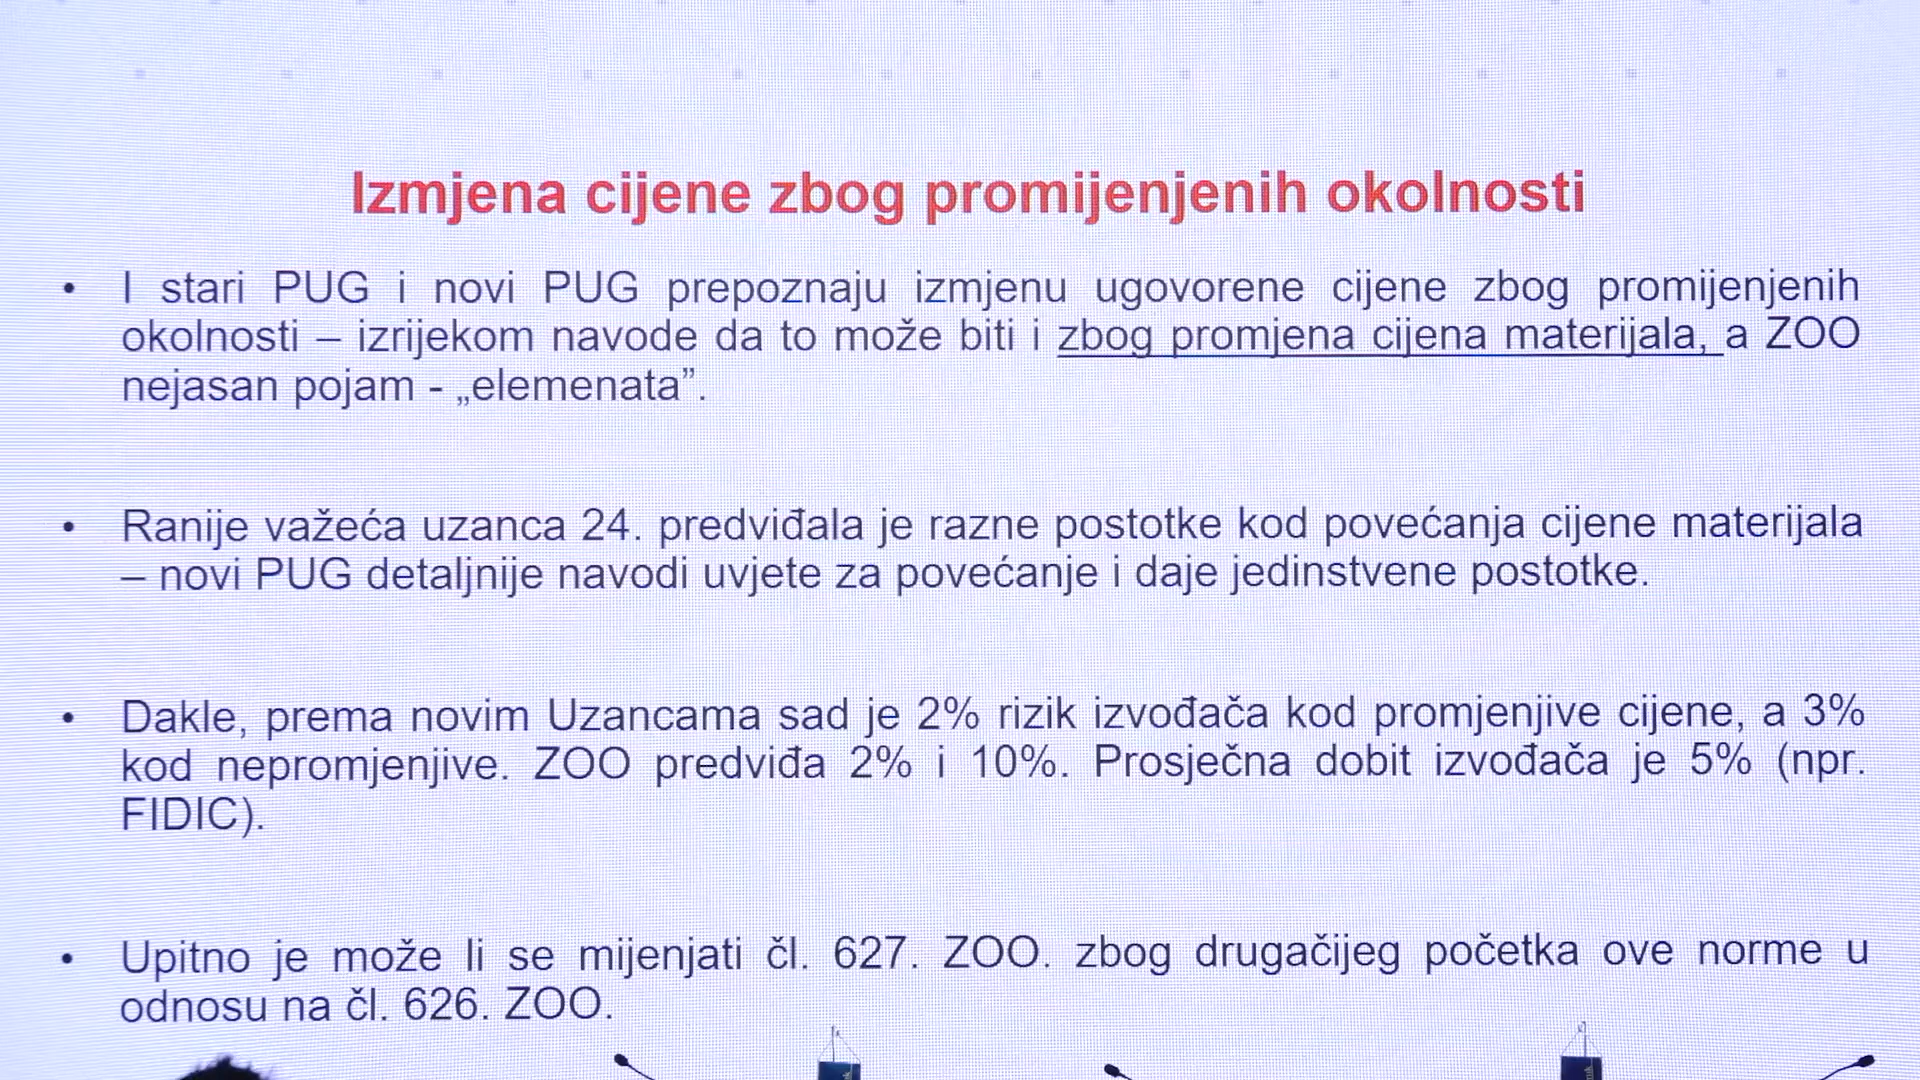 Izmjena cijene zbog promijenjenih okolnosti
• I stari PUG i novi PUG prepoznaju izmjenu ugovorene cijene zbog promijenjenih
okolnosti – izrijekom navode da to može biti i zbog promjena cijena materijala, a ZOO
nejasan pojam - „elemenata”.
• Ranije važeća uzanca 24. predviđala je razne postotke kod povećanja cijene materijala
– novi PUG detaljnije navodi uvjete za povećanje i daje jedinstvene postotke.
• Dakle, prema novim Uzancama sad je 2% rizik izvođača kod promjenjive cijene, a 3%
kod nepromjenjive. ZOO predviđa 2% i 10%. Prosječna dobit izvođača je 5% (npr.
FIDIC).
• Upitno je može li se mijenjati čl. 627. ZOO. zbog drugačijeg početka ove norme u
odnosu na čl. 626. ZOO.